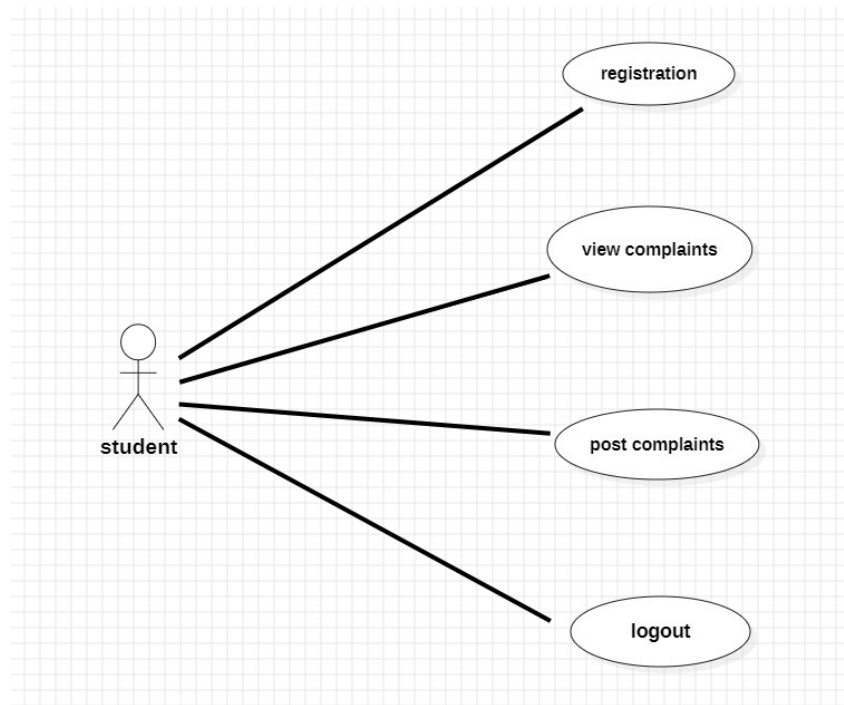 registration
view complaints
student
post complaints
logout